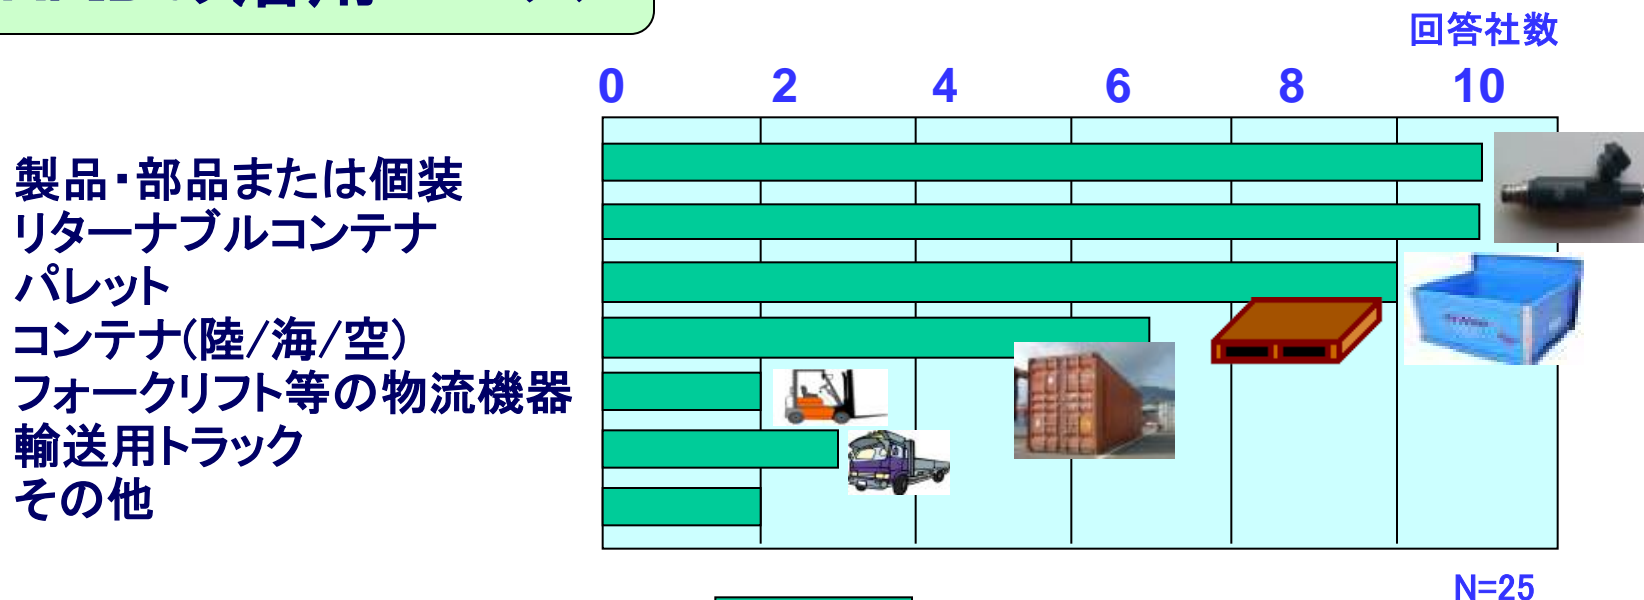 回答社数
0 2 4 6 8 10
製品・部品または個装
リターナブルコンテナ
パレット
コンテナ(陸/海/空)
フォークリフト等の物流機器
輸送用トラック
その他
N=25